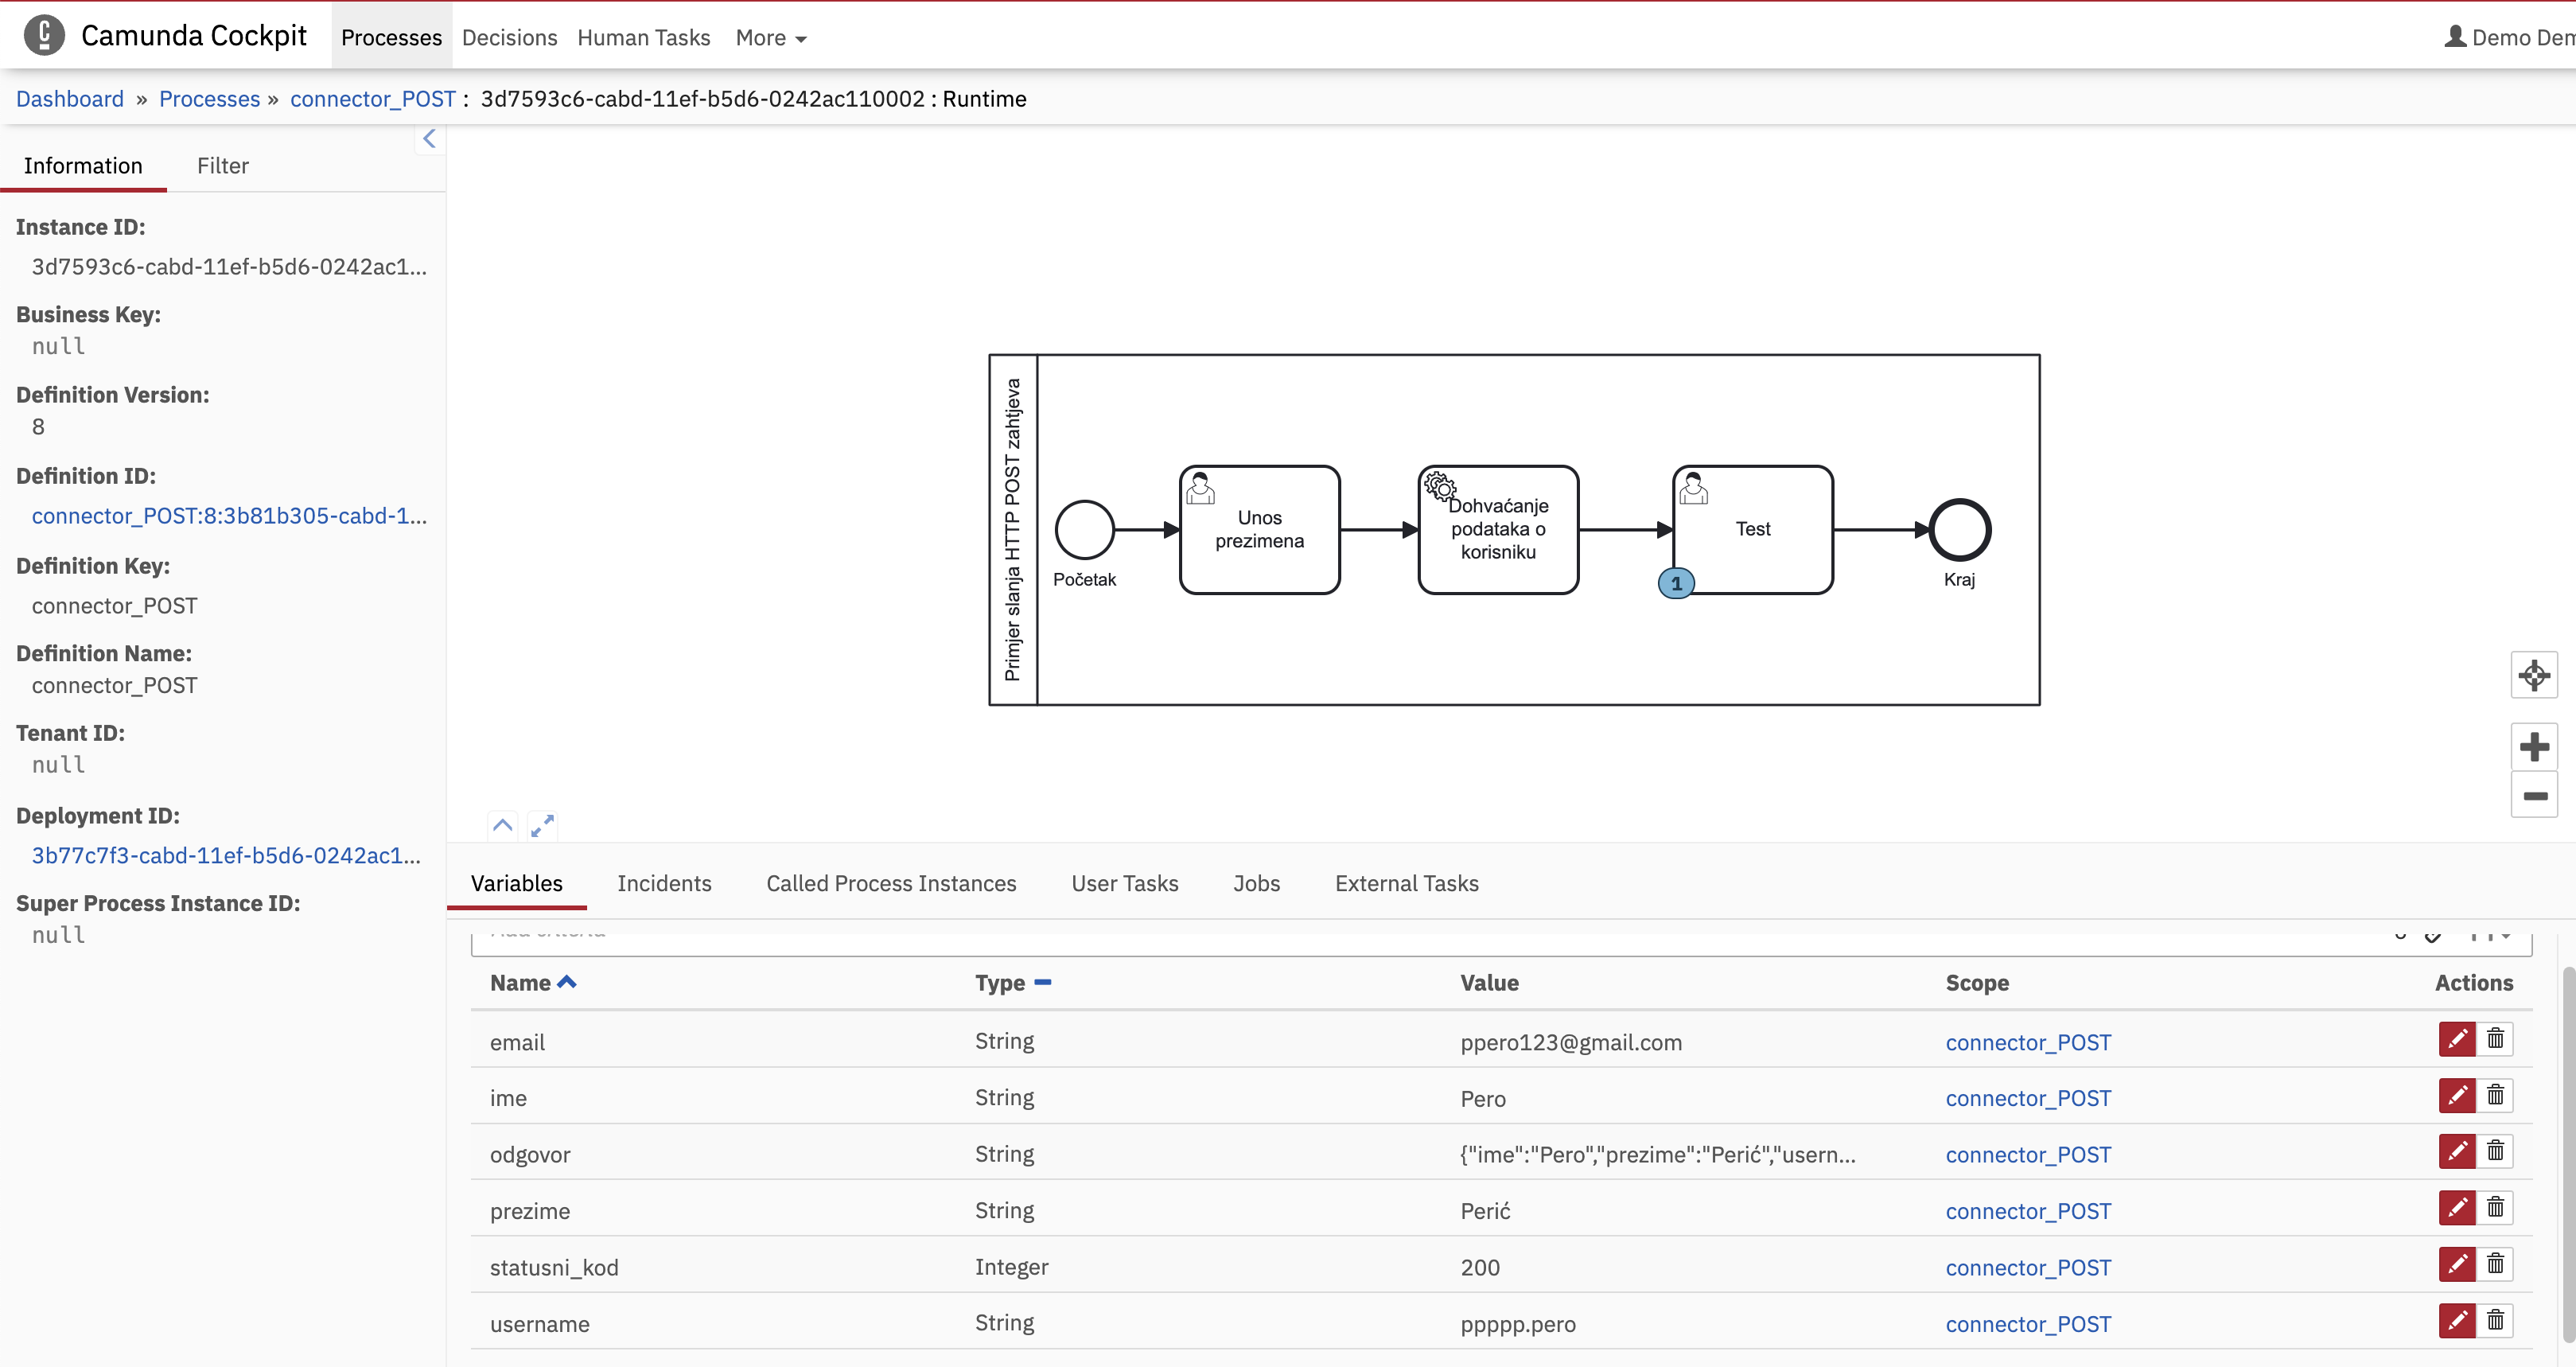 Camunda Cockpit Processes Decisions Human Tasks More Demo Dem
Dashboard » Processes » connector_POST : 3d7593c6-cabd-11ef-b5d6-0242ac110002 : Runtime
Information Filter
Instance ID:
3d7593c6-cabd-11ef-b5d6-0242ac1...
Business Key:
null
Definition Version:
8
Definition ID:
connector_POST:8:3b81b305-cabd-1...
Definition Key:
connector_POST
Definition Name:
connector_POST
Tenant ID:
null
Deployment ID:
3b77c7f3-cabd-11ef-b5d6-0242ac1...
Super Process Instance ID:
null
Primjer slanja HTTP POST zahtjeva
Početak
Unos
prezimena
Dohvaćanje
podataka o
korisniku
Test
1
Kraj
Variables Incidents Called Process Instances User Tasks Jobs External Tasks
Name Type Value Scope Actions
email String ppero123@gmail.com connector_POST
ime String Pero connector_POST
odgovor String {"ime":"Pero","prezime":"Perić","usern... connector_POST
prezime String Perić connector_POST
statusni_kod Integer 200 connector_POST
username String ppppp.pero connector_POST